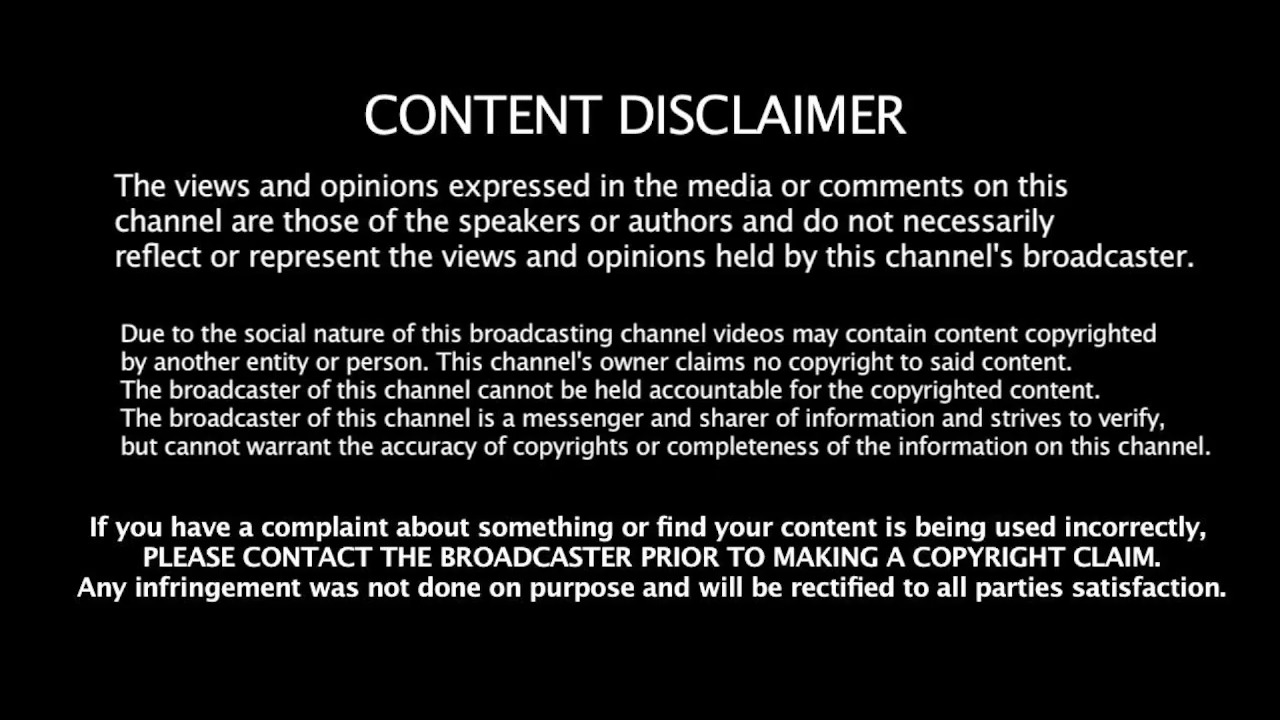 CONTENT DISCLAIMER
The views and opinions expressed in the media or comments on this
channel are those of the speakers or authors and do not necessarily
reflect or represent the views and opinions held by this channel's broadcaster.
Due to the social nature of this broadcasting channel videos may contain content copyrighted
by another entity or person. This channel's owner claims no copyright to said content.
The broadcaster of this channel cannot be held accountable for the copyrighted content.
The broadcaster of this channel is a messenger and sharer of information and strives to verify,
but cannot warrant the accuracy of copyrights or completeness of the information on this channel.
If you have a complaint about something or find your content is being used incorrectly,
PLEASE CONTACT THE BROADCASTER PRIOR TO MAKING A COPYRIGHT CLAIM.
Any infringement was not done on purpose and will be rectified to all parties satisfaction.